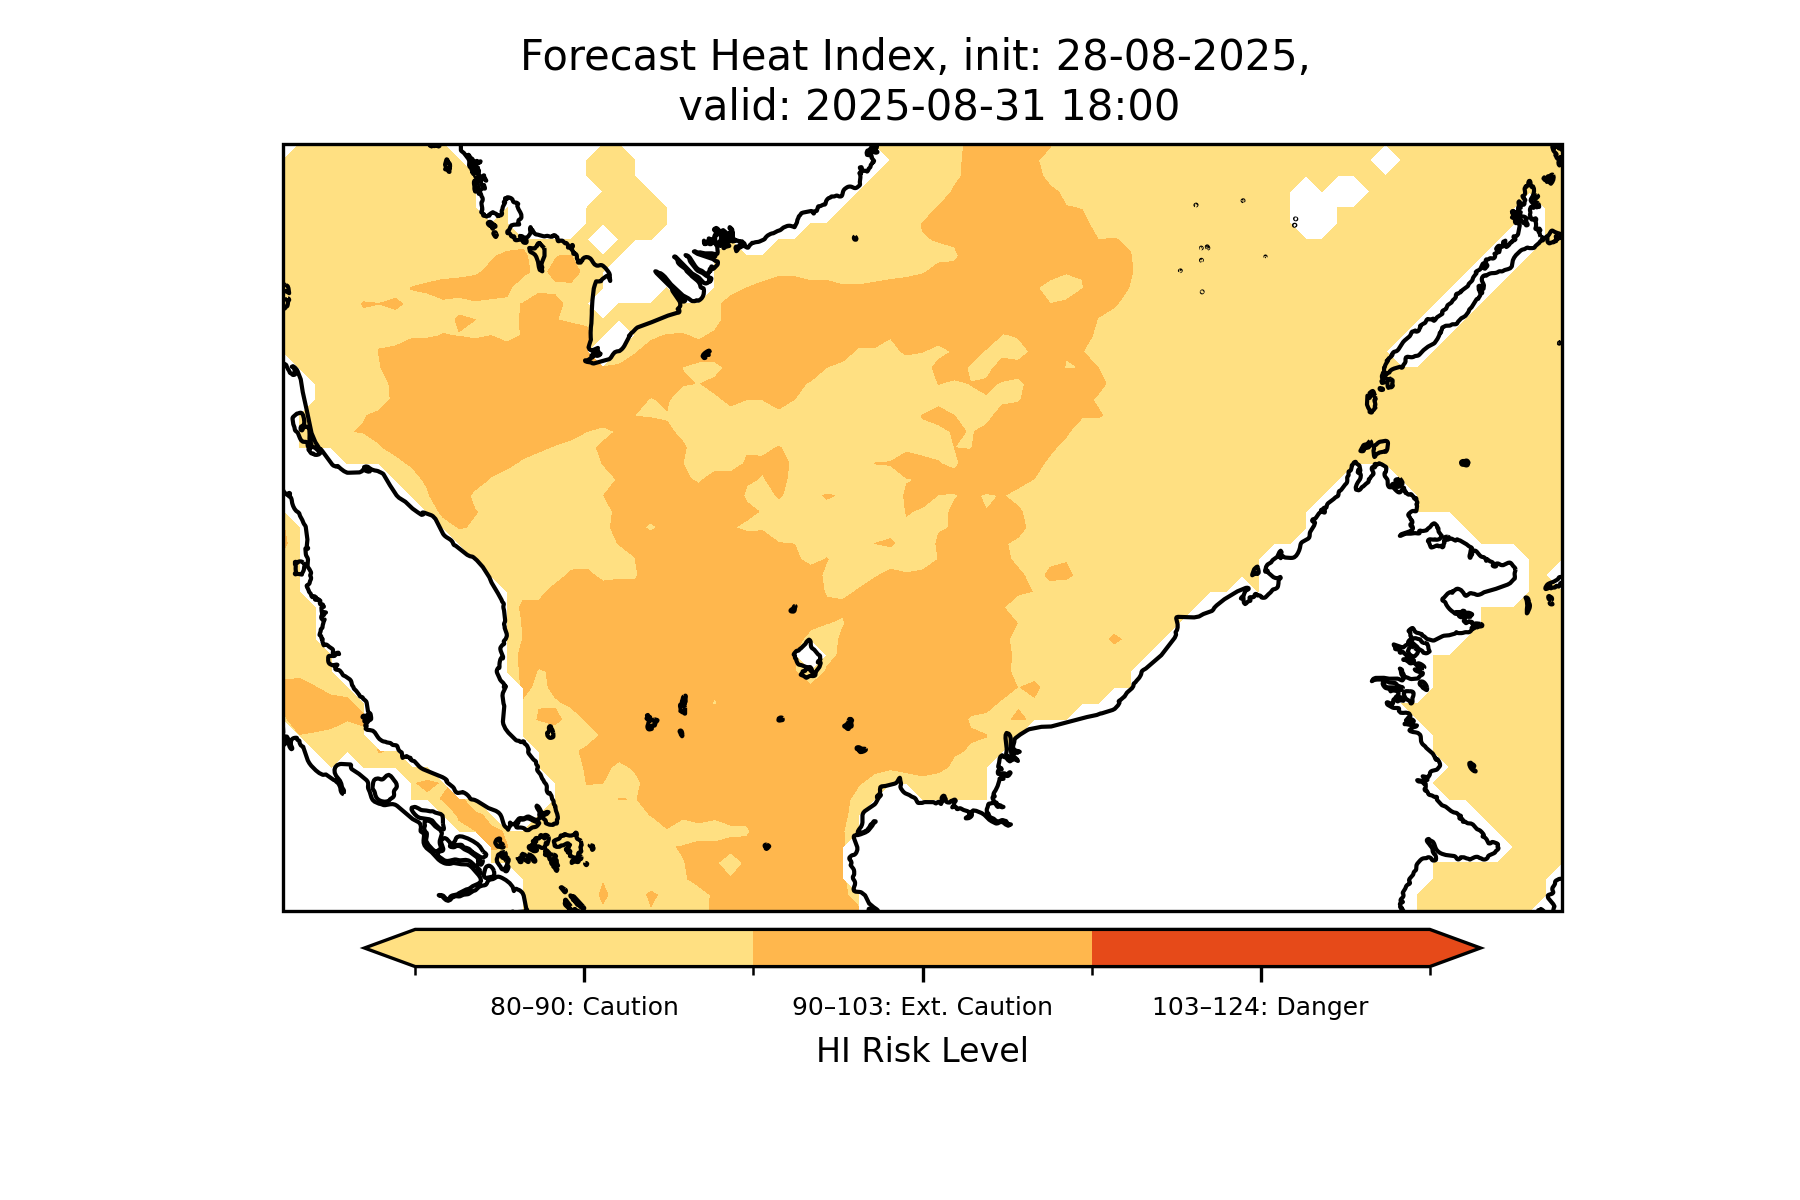 Forecast Heat Index, init: 28-08-2025,
valid: 2025-08-31 18:00
80–90: Caution
90–103: Ext. Caution
103–124: Danger
HI Risk Level